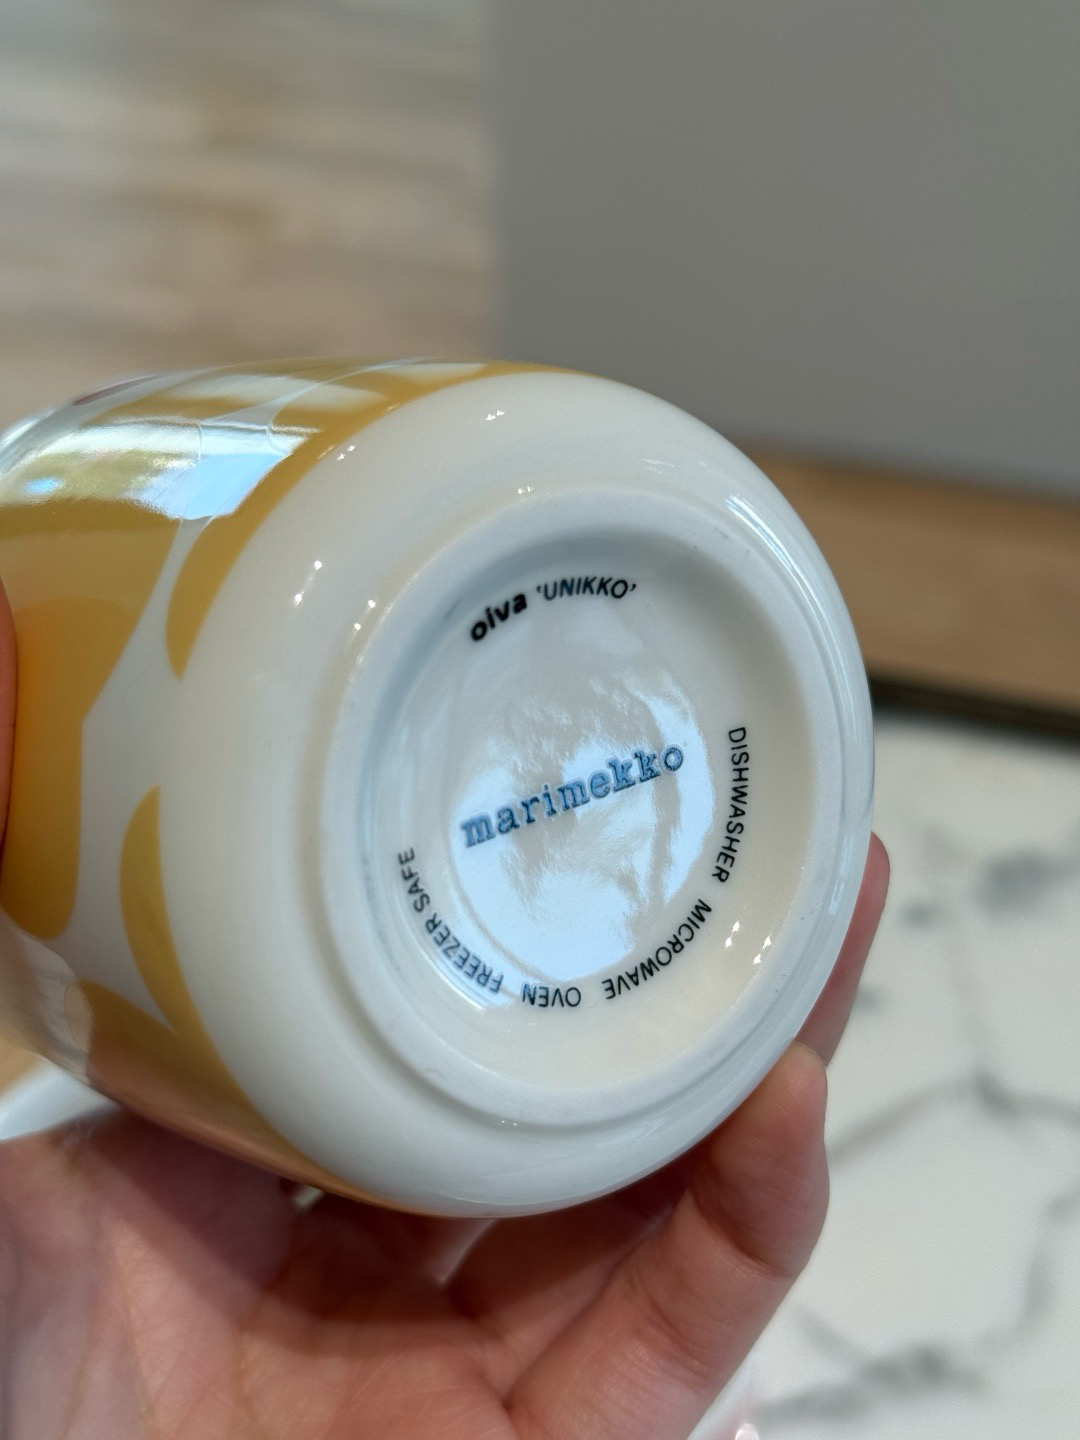 oiva 'UNIKKO'
marimekko
DISHWASHER MICROWAVE OVEN FREEZER SAFE